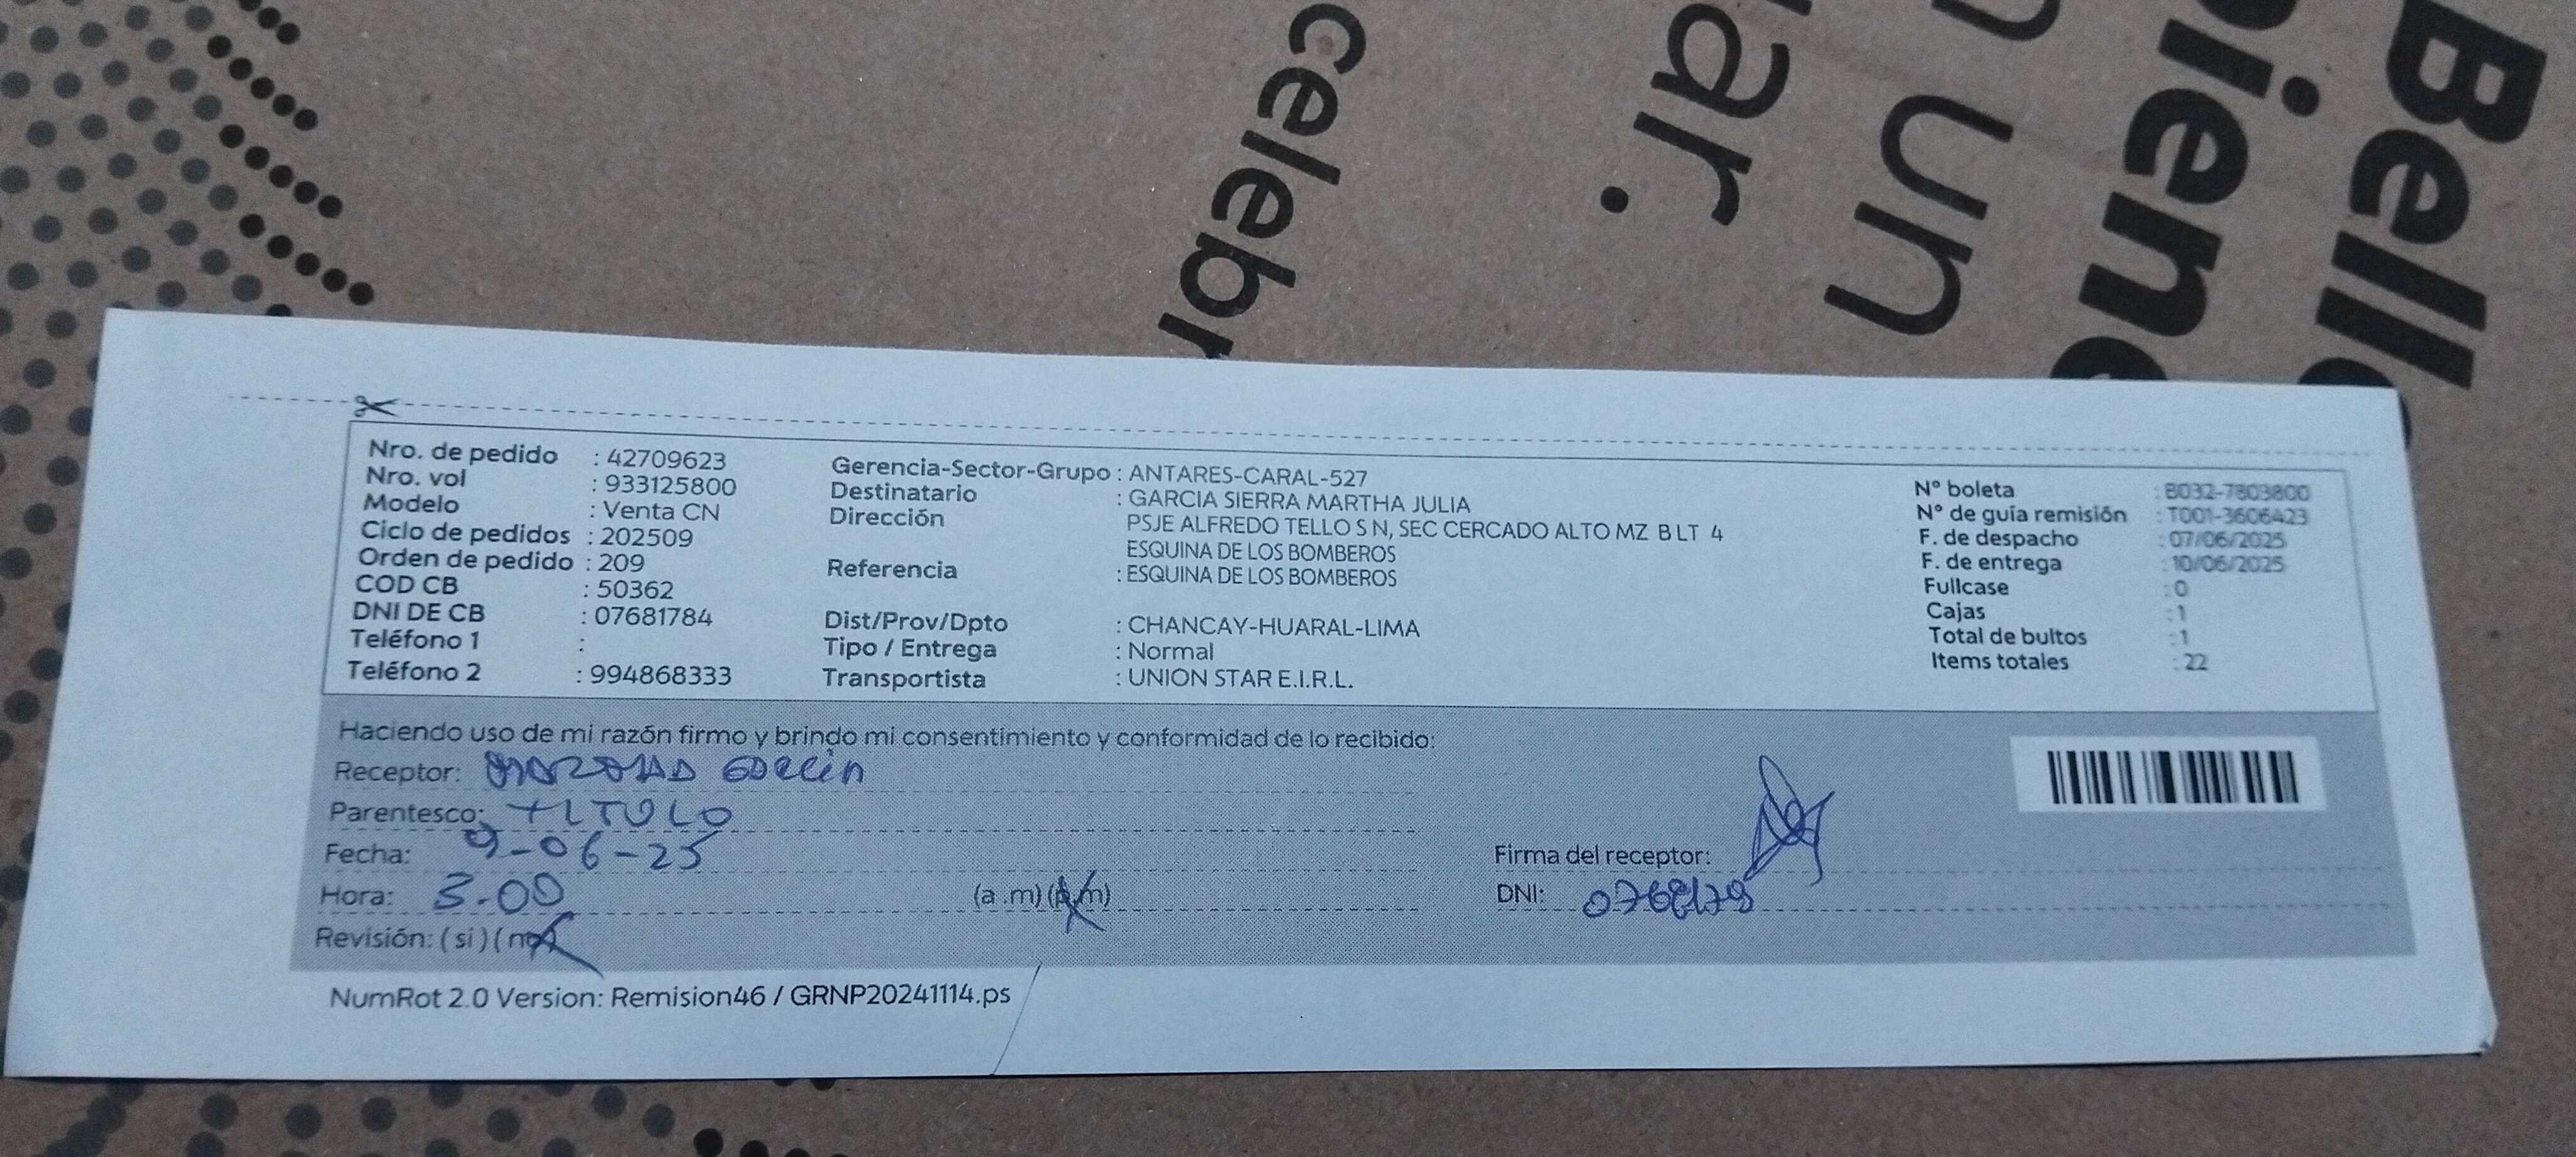 celebr
ar.
un
Bien
Bell
Nro. de pedido : 42709623
Nro. vol : 933125800
Modelo : Venta CN
Ciclo de pedidos : 202509
Orden de pedido : 209
COD CB : 50362
DNI DE CB : 07681784
Teléfono 1 :
Teléfono 2 : 994868333
Gerencia-Sector-Grupo : ANTARES-CARAL-527
Destinatario : GARCIA SIERRA MARTHA JULIA
Dirección PSJE ALFREDO TELLO S N, SEC CERCADO ALTO MZ B LT 4
ESQUINA DE LOS BOMBEROS
Referencia : ESQUINA DE LOS BOMBEROS
Dist/Prov/Dpto : CHANCAY-HUARAL-LIMA
Tipo / Entrega : Normal
Transportista : UNION STAR E.I.R.L.
N° boleta : B032-7803800
N° de guía remisión : T001-3606423
F. de despacho : 07/06/2025
F. de entrega : 10/06/2025
Fullcase : 0
Cajas : 1
Total de bultos : 1
Items totales : 22
Haciendo uso de mi razón firmo y brindo mi consentimiento y conformidad de lo recibido:
Receptor:
Parentesco: TITULO
Fecha: 9-06-25
Hora: 3.00 (a .m) (p.m)
Revisión: ( si ) ( no )
Firma del receptor:
DNI:
NumRot 2.0 Version: Remision46 / GRNP20241114.ps